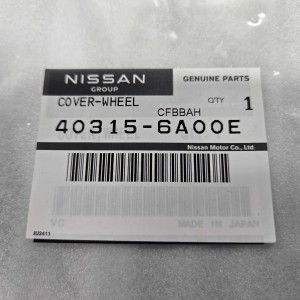 NISSAN
GROUP
GENUINE PARTS
COVER-WHEEL
CFBBAH
QTY 1
40315-6A00E
Nissan Motor Co., Ltd.
MADE IN JAPAN